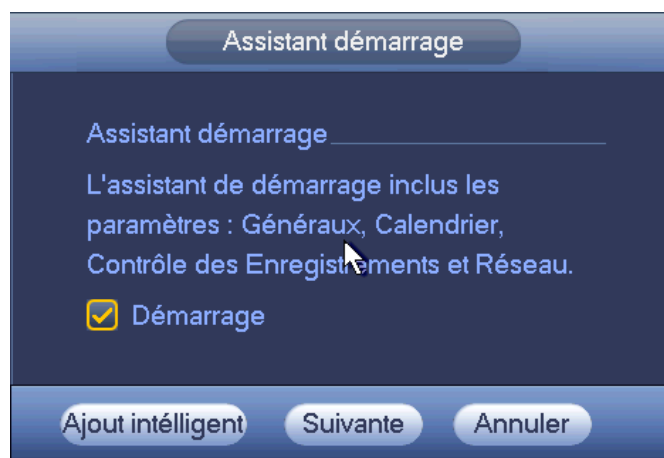 Assistant démarrage
Assistant démarrage
L'assistant de démarrage inclus les
paramètres : Généraux, Calendrier,
Contrôle des Enregistrements et Réseau.
Démarrage
Ajout intélligent
Suivante
Annuler